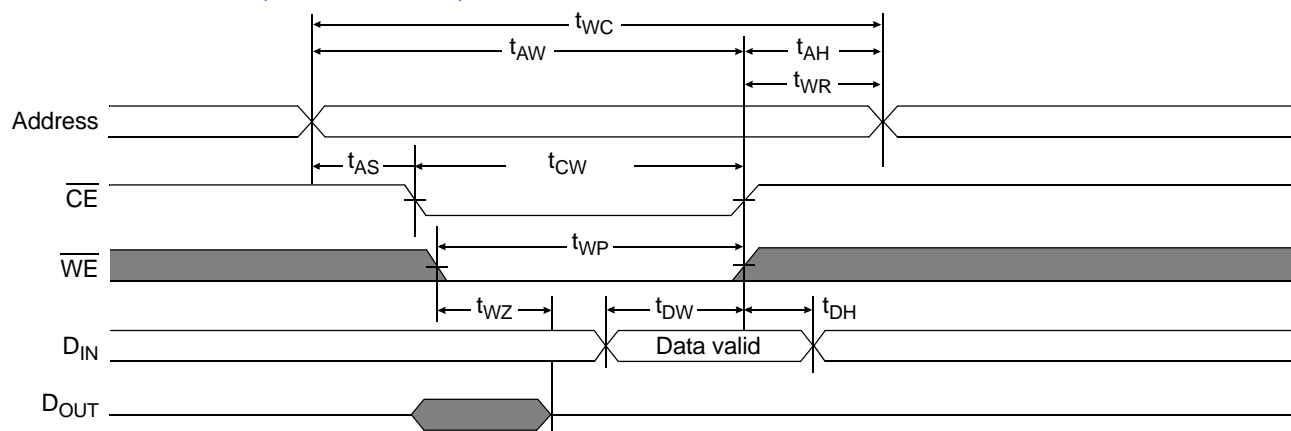 tWC
tAW tAH
tWR
Address
tAS tCW
CE
tWP
WE
tWZ tDW tDH
DIN Data valid
DOUT